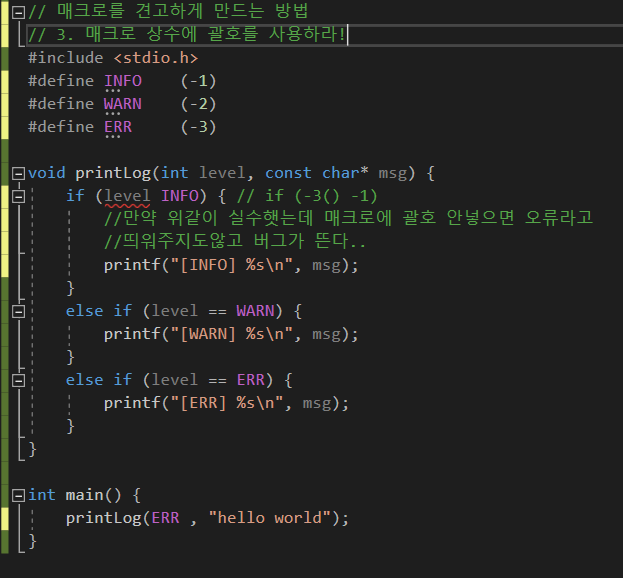 // 매크로를 견고하게 만드는 방법
// 3. 매크로 상수에 괄호를 사용하라!
#include <stdio.h>
#define INFO    (-1)
#define WARN    (-2)
#define ERR     (-3)
void printLog(int level, const char* msg) {
    if (level INFO) { // if (-3() -1)
        //만약 위같이 실수햇는데 매크로에 괄호 안넣으면 오류라고
        //띄워주지도않고 버그가 뜬다..
        printf("[INFO] %s\n", msg);
    }
    else if (level == WARN) {
        printf("[WARN] %s\n", msg);
    }
    else if (level == ERR) {
        printf("[ERR] %s\n", msg);
    }
}
int main() {
    printLog(ERR , "hello world");
}